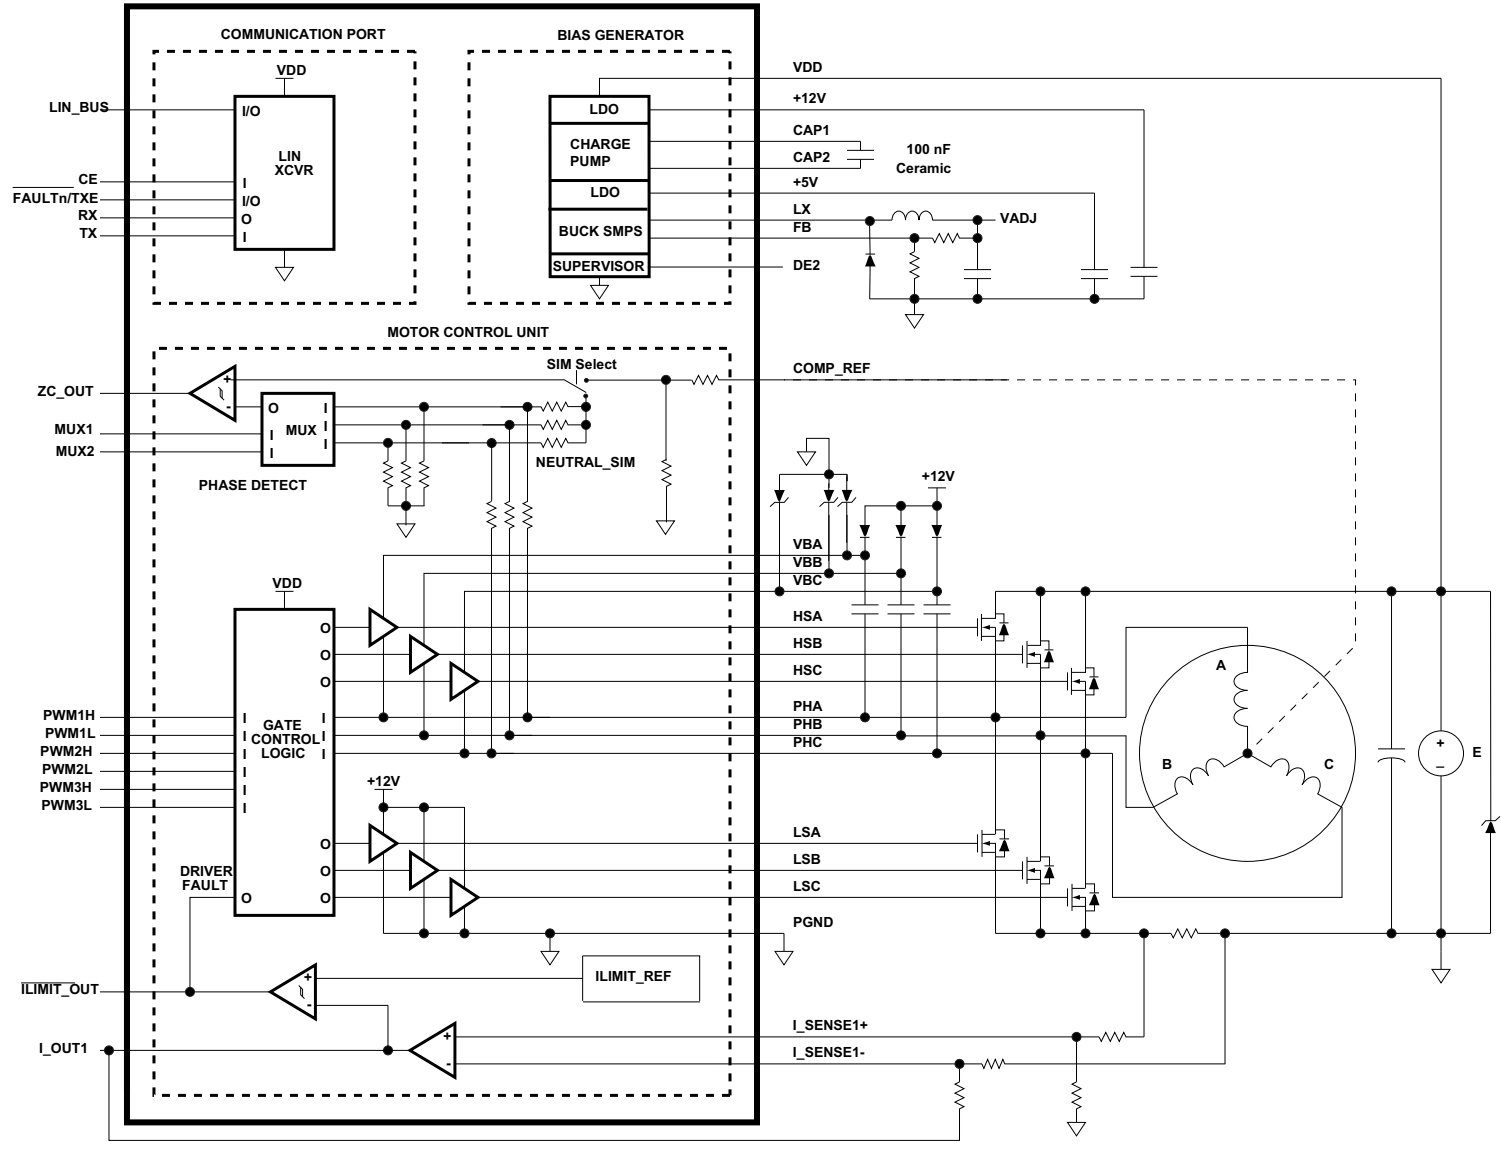 COMMUNICATION PORT
BIAS GENERATOR
VDD
LIN_BUS
I/O
LIN
XCVR
CE
I
FAULTn/TXE
I/O
RX
O
TX
I
LDO
CHARGE
PUMP
LDO
BUCK SMPS
SUPERVISOR
VDD
+12V
CAP1
CAP2
100 nF
Ceramic
+5V
LX
FB
VADJ
DE2
MOTOR CONTROL UNIT
SIM Select
COMP_REF
ZC_OUT
+
-
O
I
MUX
I
I
MUX1
I
MUX2
I
NEUTRAL_SIM
PHASE DETECT
+12V
VBA
VBB
VBC
VDD
O
HSA
O
HSB
O
HSC
PWM1H
I
GATE
CONTROL
LOGIC
I
PHA
PWM1L
I
I
PHB
PWM2H
I
I
PHC
PWM2L
I
PWM3H
I
PWM3L
I
+12V
A
B
C
+
–
E
O
LSA
O
LSB
DRIVER
FAULT
O
O
LSC
PGND
ILIMIT_OUT
+
-
ILIMIT_REF
I_OUT1
+
-
I_SENSE1+
I_SENSE1-